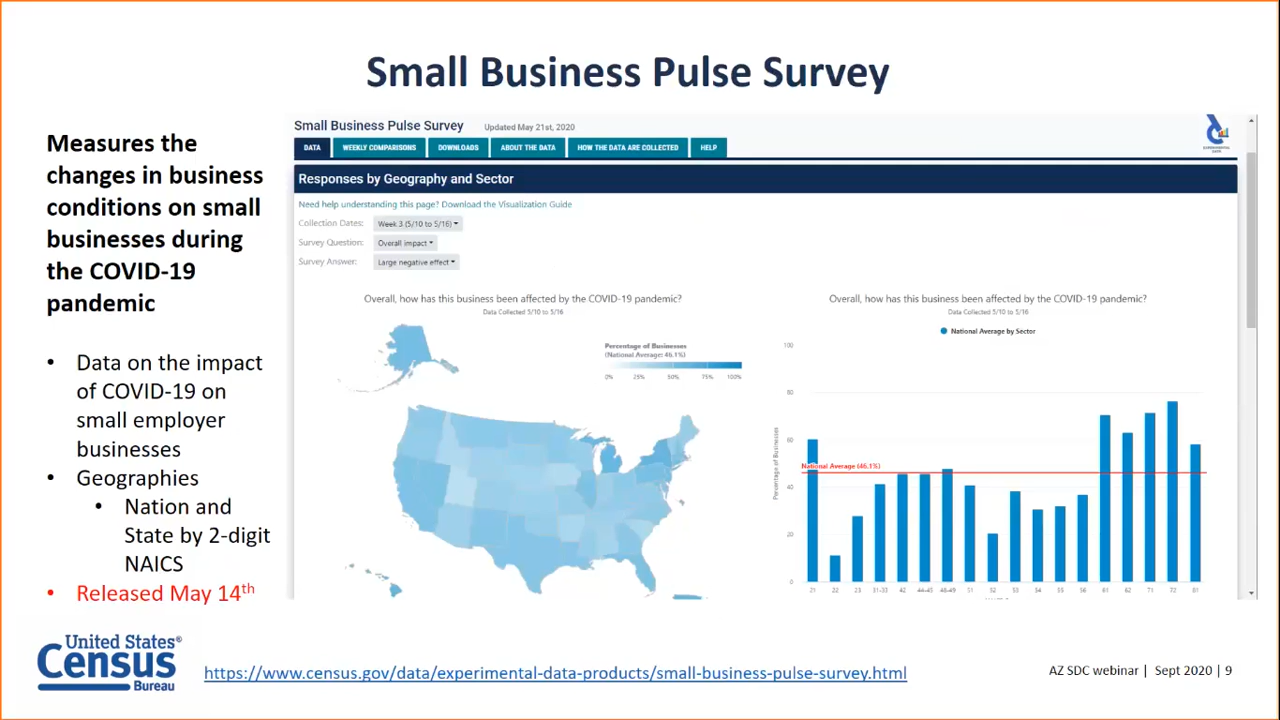 Small Business Pulse Survey
Measures the
changes in business
conditions on small
businesses during
the COVID-19
pandemic
• Data on the impact
of COVID-19 on
small employer
businesses
• Geographies
• Nation and
State by 2-digit
NAICS
• Released May 14th
Small Business Pulse Survey Updated May 21st, 2020
DATA WEEKLY COMPARISONS DOWNLOADS ABOUT THE DATA HOW THE DATA ARE COLLECTED HELP
EXPERIMENTAL
DATA
Responses by Geography and Sector
Need help understanding this page? Download the Visualization Guide
Collection Dates: Week 3 (5/10 to 5/16)
Survey Question: Overall impact
Survey Answer: Large negative effect
Overall, how has this business been affected by the COVID-19 pandemic?
Data Collected 5/10 to 5/16
Percentage of Businesses
(National Average: 46.1%)
0% 25% 50% 75% 100%
Overall, how has this business been affected by the COVID-19 pandemic?
Data Collected 5/10 to 5/16
National Average by Sector
100
80
60
40
20
0
Percentage of Businesses
National Average (46.1%)
21 22 23 31-33 42 44-45 48-49 51 52 53 54 55 56 61 62 71 72 81
United States®
Census
Bureau
https://www.census.gov/data/experimental-data-products/small-business-pulse-survey.html
AZ SDC webinar | Sept 2020 | 9